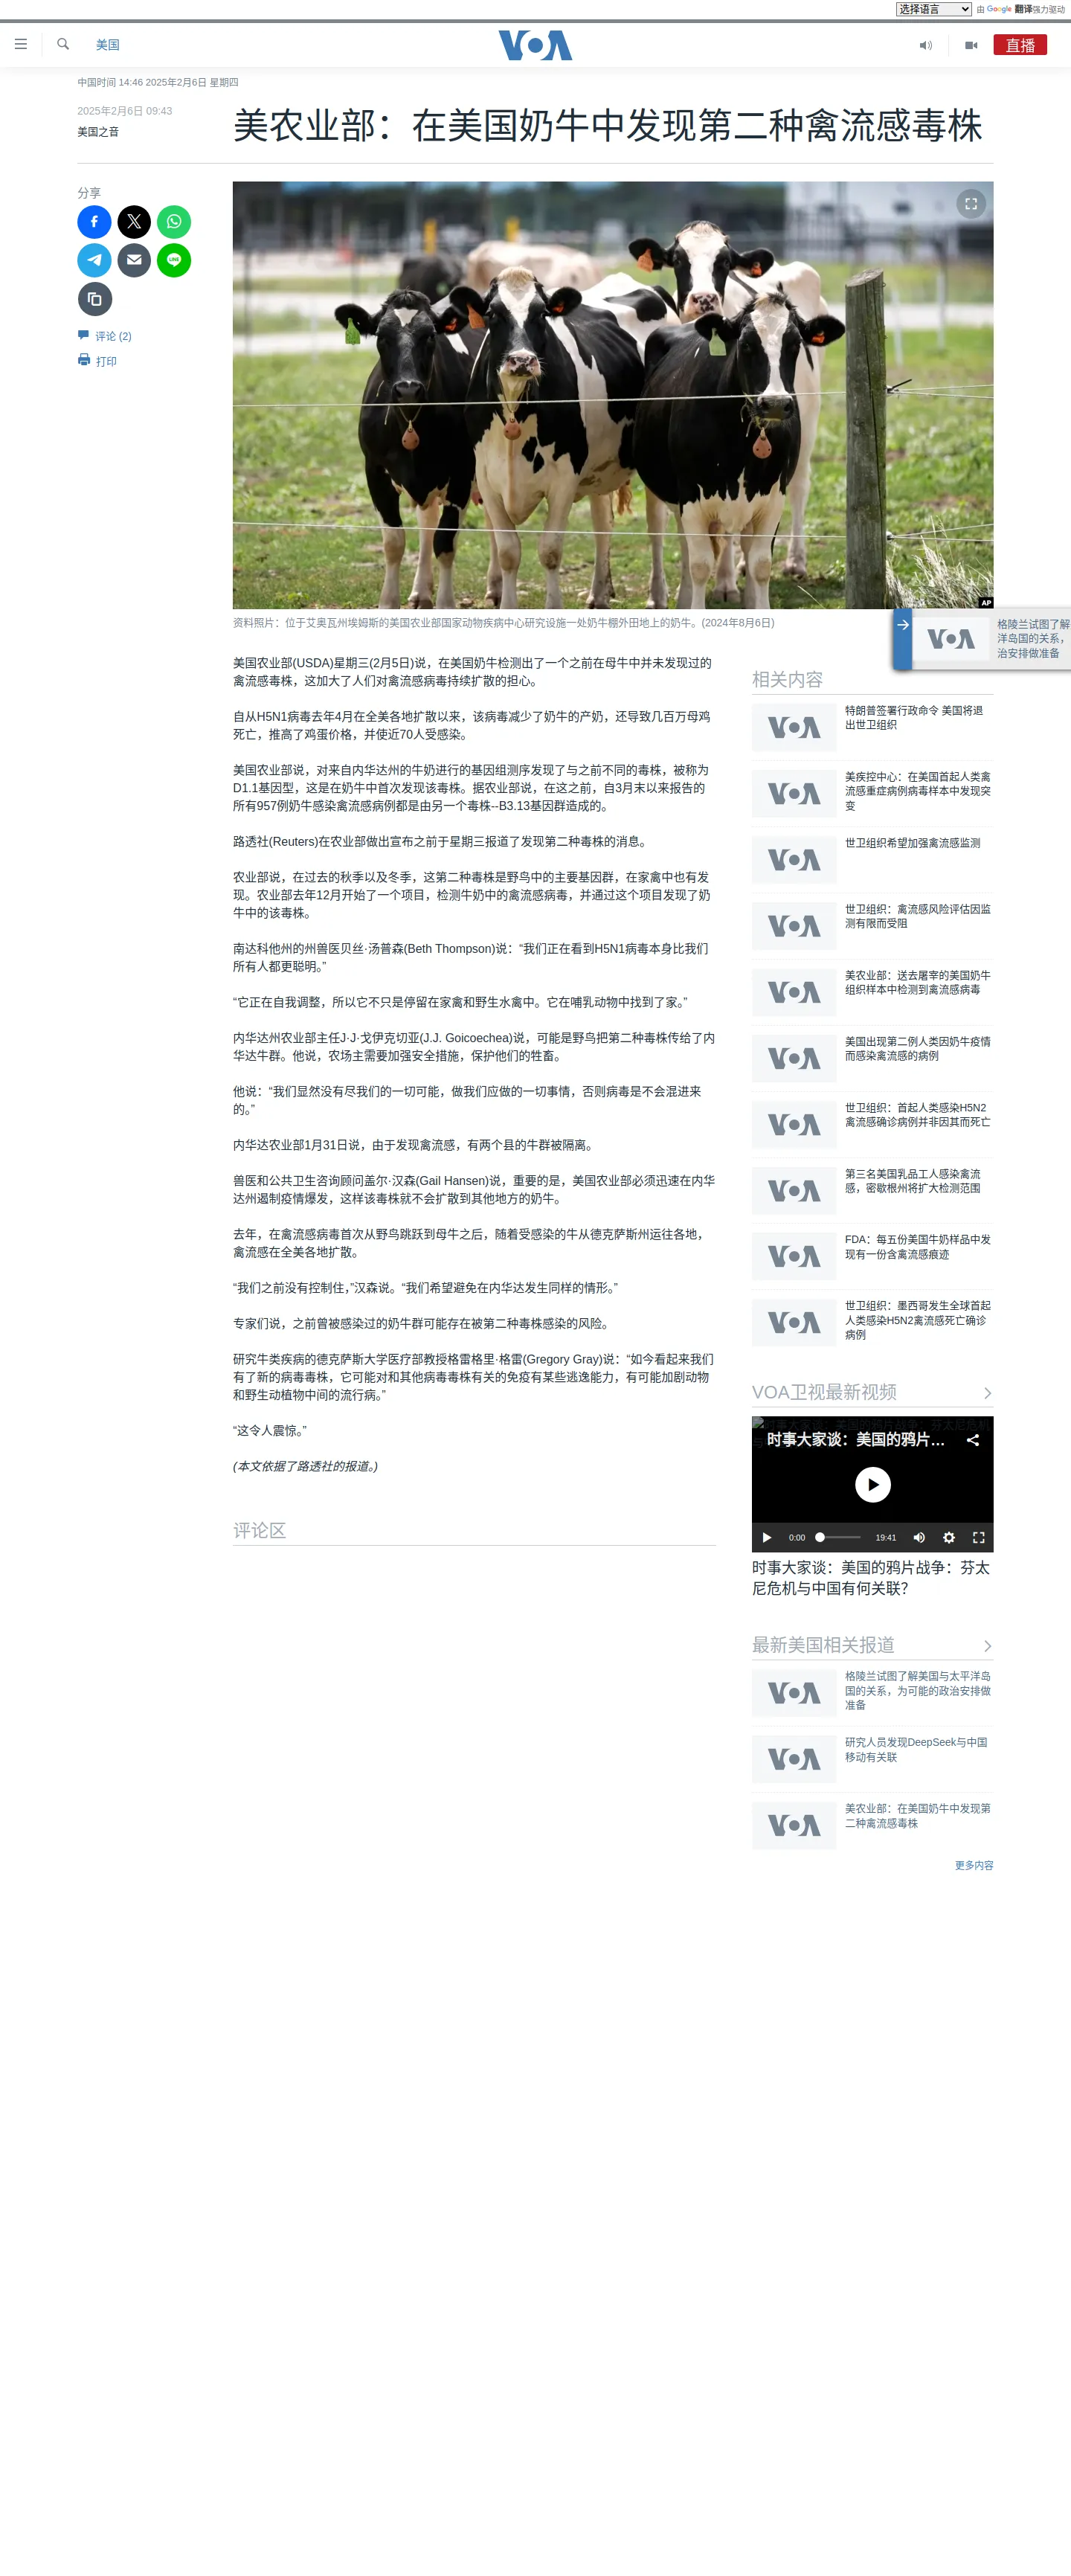 选择语言
由 Google 翻译强力驱动
美国
VOA
直播
中国时间 14:46 2025年2月6日 星期四
2025年2月6日 09:43
美国之音
美农业部：在美国奶牛中发现第二种禽流感毒株
分享
LINE
评论 (2)
打印
AP
资料照片：位于艾奥瓦州埃姆斯的美国农业部国家动物疾病中心研究设施一处奶牛棚外田地上的奶牛。(2024年8月6日)
VOA
格陵兰试图了解
洋岛国的关系，
治安排做准备
美国农业部(USDA)星期三(2月5日)说，在美国奶牛检测出了一个之前在母牛中并未发现过的
禽流感毒株，这加大了人们对禽流感病毒持续扩散的担心。
自从H5N1病毒去年4月在全美各地扩散以来，该病毒减少了奶牛的产奶，还导致几百万母鸡
死亡，推高了鸡蛋价格，并使近70人受感染。
美国农业部说，对来自内华达州的牛奶进行的基因组测序发现了与之前不同的毒株，被称为
D1.1基因型，这是在奶牛中首次发现该毒株。据农业部说，在这之前，自3月末以来报告的
所有957例奶牛感染禽流感病例都是由另一个毒株--B3.13基因群造成的。
路透社(Reuters)在农业部做出宣布之前于星期三报道了发现第二种毒株的消息。
农业部说，在过去的秋季以及冬季，这第二种毒株是野鸟中的主要基因群，在家禽中也有发
现。农业部去年12月开始了一个项目，检测牛奶中的禽流感病毒，并通过这个项目发现了奶
牛中的该毒株。
南达科他州的州兽医贝丝·汤普森(Beth Thompson)说：“我们正在看到H5N1病毒本身比我们
所有人都更聪明。”
“它正在自我调整，所以它不只是停留在家禽和野生水禽中。它在哺乳动物中找到了家。”
内华达州农业部主任J·J·戈伊克切亚(J.J. Goicoechea)说，可能是野鸟把第二种毒株传给了内
华达牛群。他说，农场主需要加强安全措施，保护他们的牲畜。
他说：“我们显然没有尽我们的一切可能，做我们应做的一切事情，否则病毒是不会混进来
的。”
内华达农业部1月31日说，由于发现禽流感，有两个县的牛群被隔离。
兽医和公共卫生咨询顾问盖尔·汉森(Gail Hansen)说，重要的是，美国农业部必须迅速在内华
达州遏制疫情爆发，这样该毒株就不会扩散到其他地方的奶牛。
去年，在禽流感病毒首次从野鸟跳跃到母牛之后，随着受感染的牛从德克萨斯州运往各地，
禽流感在全美各地扩散。
“我们之前没有控制住，”汉森说。“我们希望避免在内华达发生同样的情形。”
专家们说，之前曾被感染过的奶牛群可能存在被第二种毒株感染的风险。
研究牛类疾病的德克萨斯大学医疗部教授格雷格里·格雷(Gregory Gray)说：“如今看起来我们
有了新的病毒毒株，它可能对和其他病毒毒株有关的免疫有某些逃逸能力，有可能加剧动物
和野生动植物中间的流行病。”
“这令人震惊。”
(本文依据了路透社的报道。)
评论区
相关内容
VOA
特朗普签署行政命令 美国将退
出世卫组织
VOA
美疾控中心：在美国首起人类禽
流感重症病例病毒样本中发现突
变
VOA
世卫组织希望加强禽流感监测
VOA
世卫组织：禽流感风险评估因监
测有限而受阻
VOA
美农业部：送去屠宰的美国奶牛
组织样本中检测到禽流感病毒
VOA
美国出现第二例人类因奶牛疫情
而感染禽流感的病例
VOA
世卫组织：首起人类感染H5N2
禽流感确诊病例并非因其而死亡
VOA
第三名美国乳品工人感染禽流
感，密歇根州将扩大检测范围
VOA
FDA：每五份美国牛奶样品中发
现有一份含禽流感痕迹
VOA
世卫组织：墨西哥发生全球首起
人类感染H5N2禽流感死亡确诊
病例
VOA卫视最新视频
时事大家谈：美国的鸦片...
0:00
19:41
时事大家谈：美国的鸦片战争：芬太
尼危机与中国有何关联？
最新美国相关报道
VOA
格陵兰试图了解美国与太平洋岛
国的关系，为可能的政治安排做
准备
VOA
研究人员发现DeepSeek与中国
移动有关联
VOA
美农业部：在美国奶牛中发现第
二种禽流感毒株
更多内容